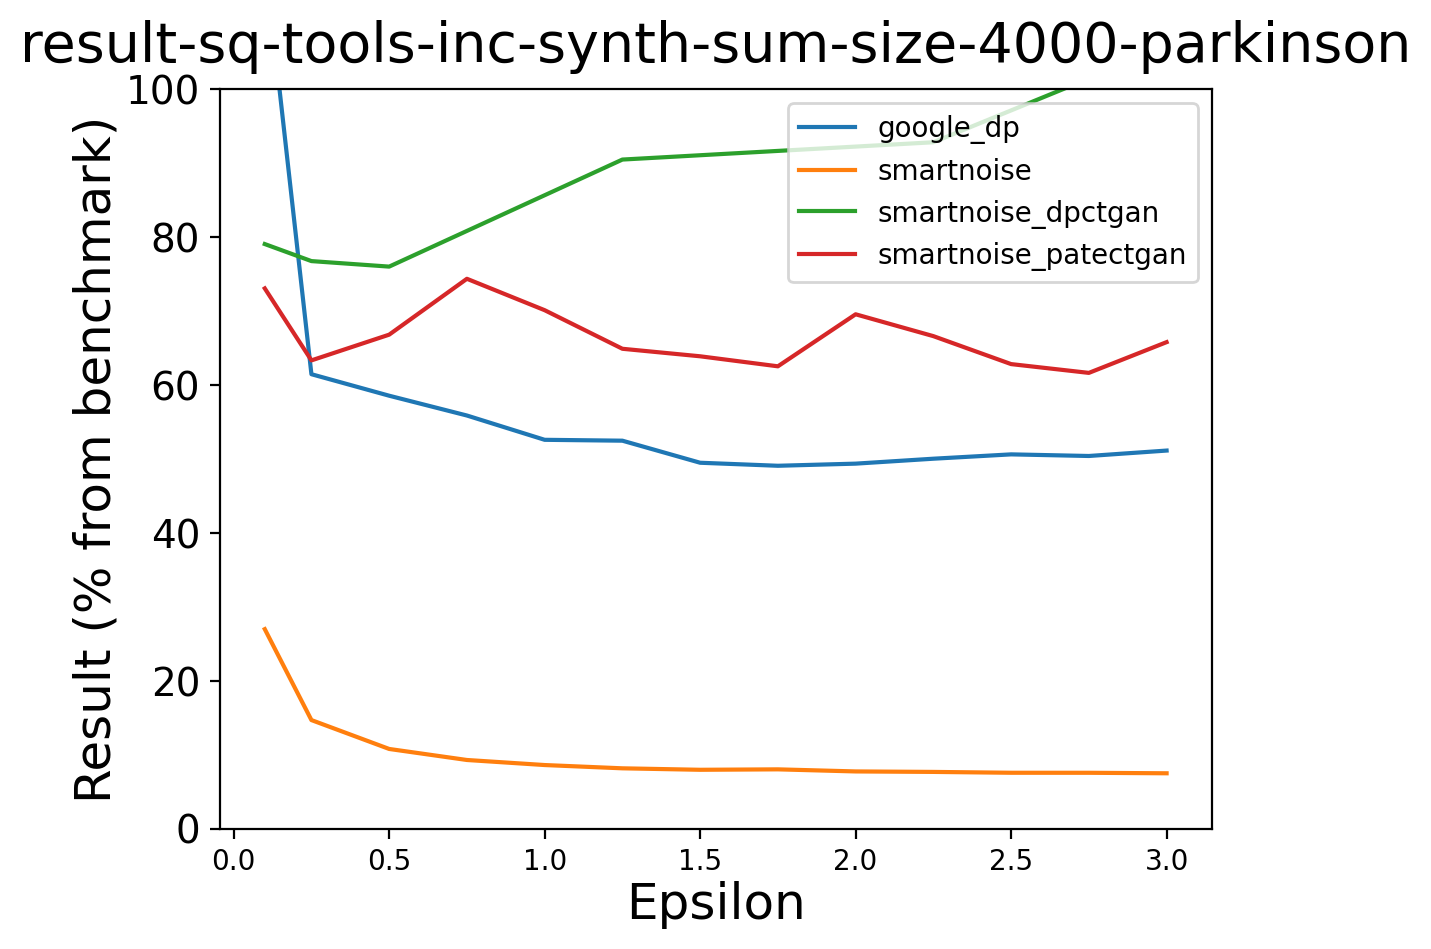 result-sq-tools-inc-synth-sum-size-4000-parkinson
Result (% from benchmark)
100
80
60
40
20
0
google_dp
smartnoise
smartnoise_dpctgan
smartnoise_patectgan
0.0 0.5 1.0 1.5 2.0 2.5 3.0
Epsilon